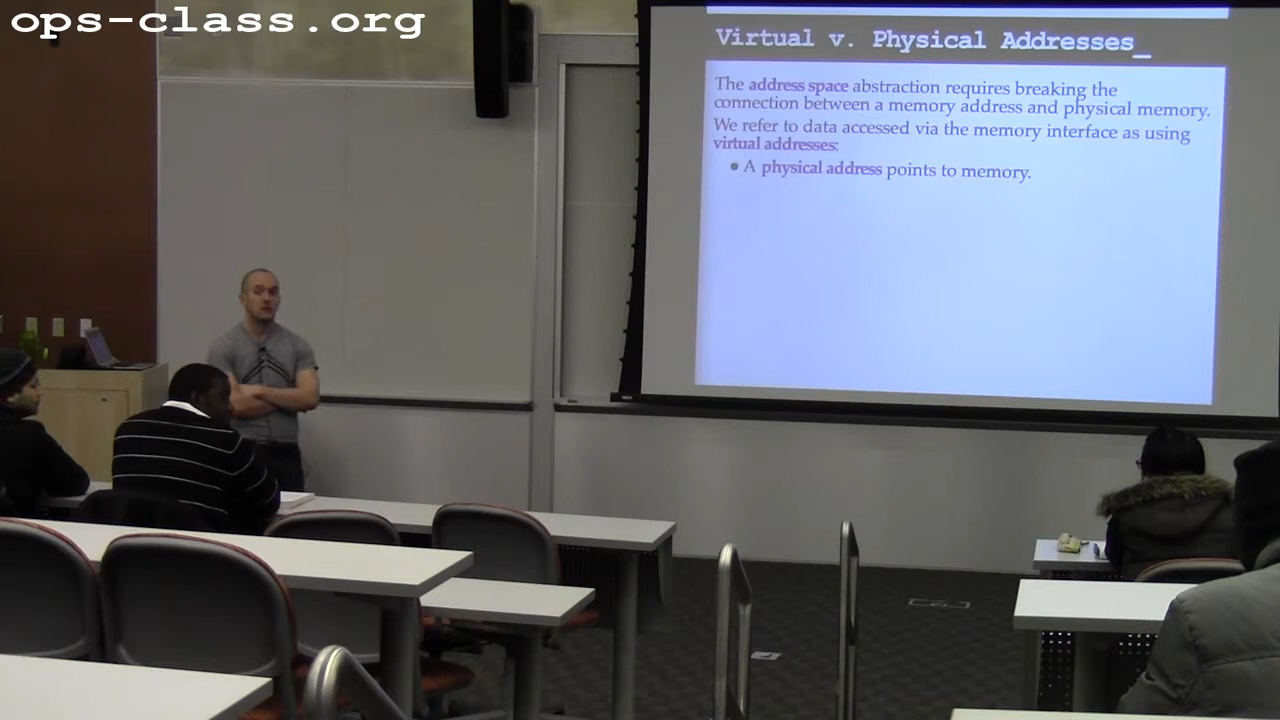 ops-class.org
Virtual v. Physical Addresses_
The address space abstraction requires breaking the
connection between a memory address and physical memory.
We refer to data accessed via the memory interface as using
virtual addresses:
• A physical address points to memory.